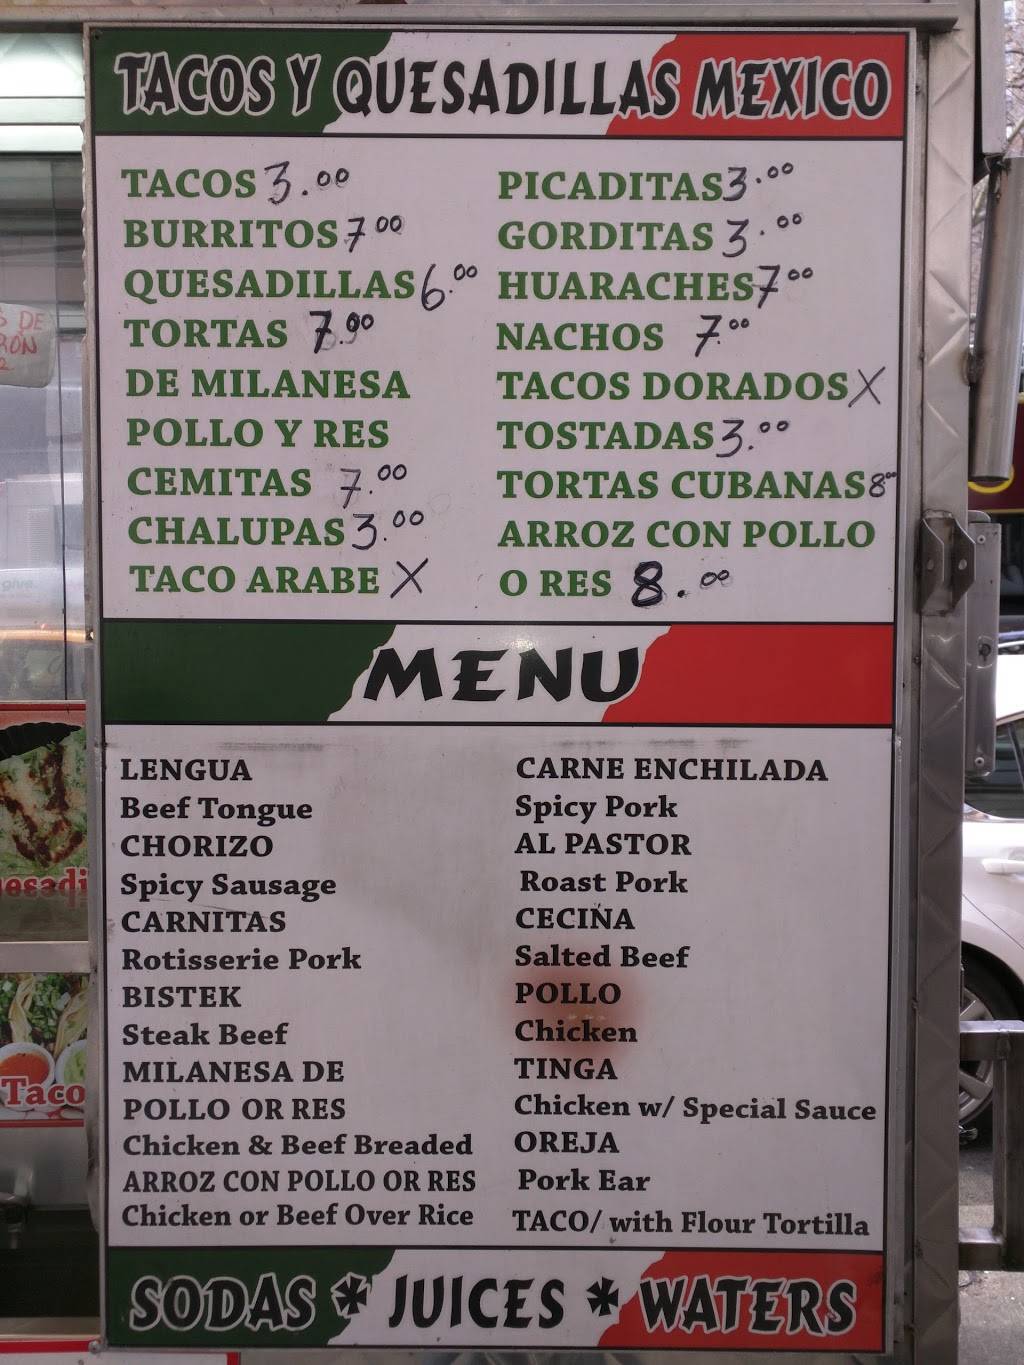 TACOS Y QUESADILLAS MEXICO
TACOS 3.00
BURRITOS 7 00
QUESADILLAS 6.00
TORTAS 7.00
DE MILANESA
POLLO Y RES
CEMITAS 7.00
CHALUPAS 3.00
TACO ARABE X
PICADITAS 3.00
GORDITAS 3.00
HUARACHES 7 00
NACHOS 7.00
TACOS DORADOS X
TOSTADAS 3.00
TORTAS CUBANAS 8 00
ARROZ CON POLLO
O RES 8.00
MENU
LENGUA
Beef Tongue
CHORIZO
Spicy Sausage
CARNITAS
Rotisserie Pork
BISTEK
Steak Beef
MILANESA DE
POLLO OR RES
Chicken & Beef Breaded
ARROZ CON POLLO OR RES
Chicken or Beef Over Rice
CARNE ENCHILADA
Spicy Pork
AL PASTOR
Roast Pork
CECINA
Salted Beef
POLLO
Chicken
TINGA
Chicken w/ Special Sauce
OREJA
Pork Ear
TACO/ with Flour Tortilla
SODAS * JUICES * WATERS
DE
Taco
give